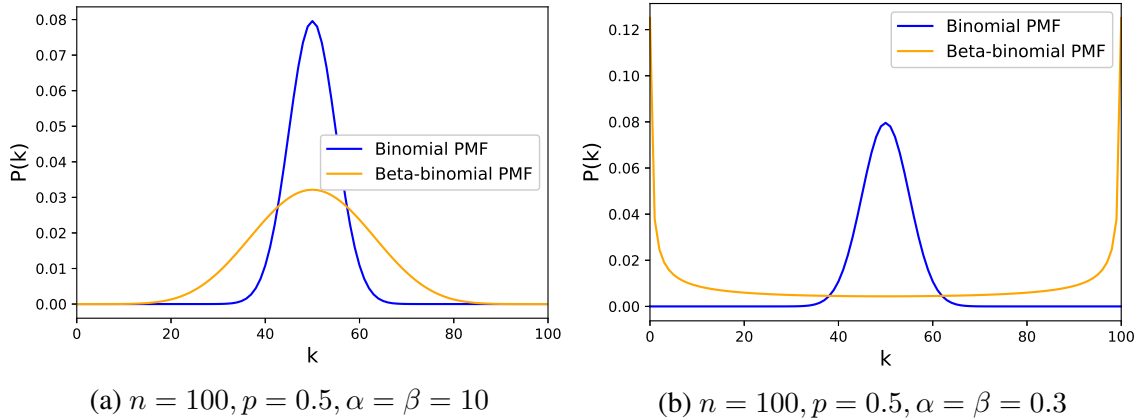 0.08
0.07
0.06
0.05
0.04
0.03
0.02
0.01
0.00
P(k)
Binomial PMF
Beta-binomial PMF
0 20 40 60 80 100
k
(a) n = 100, p = 0.5, α = β = 10
0.12
0.10
0.08
0.06
0.04
0.02
0.00
P(k)
Binomial PMF
Beta-binomial PMF
0 20 40 60 80 100
k
(b) n = 100, p = 0.5, α = β = 0.3